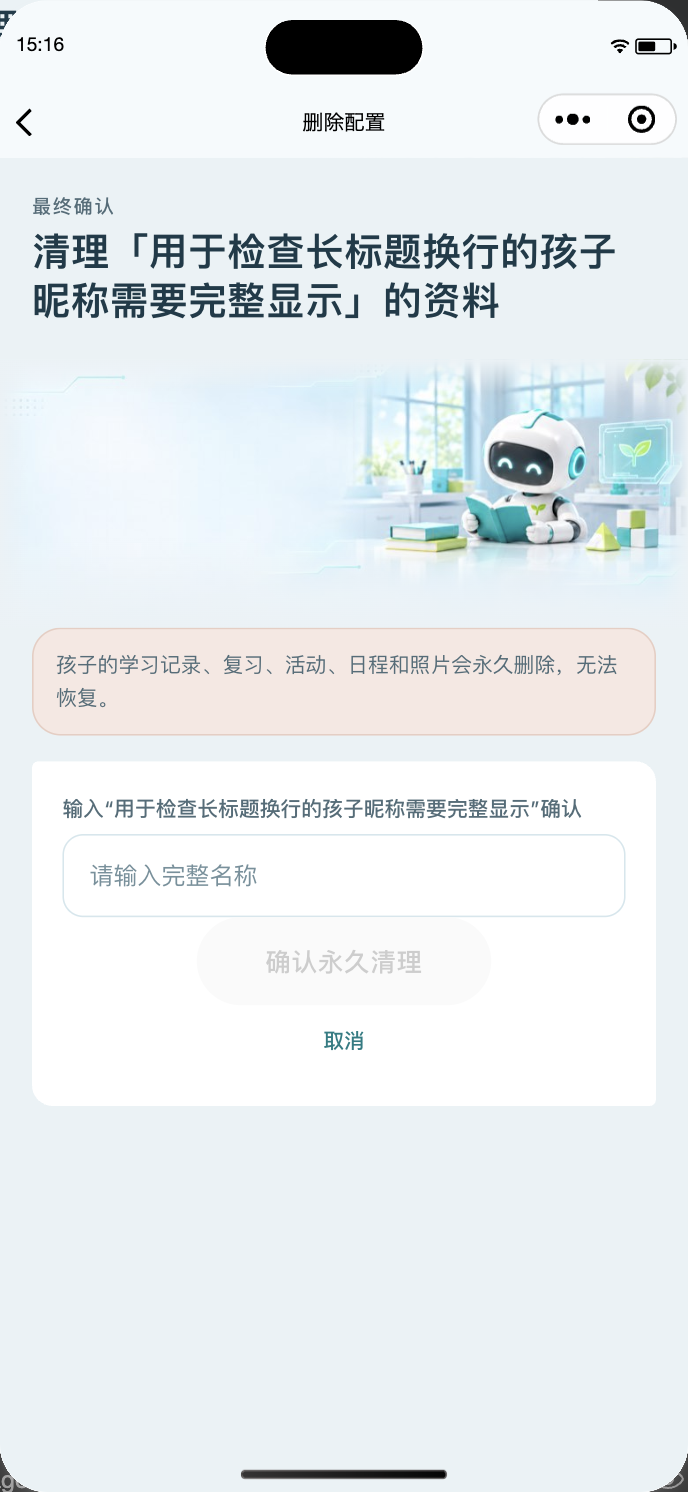 15:16
删除配置
最终确认
清理「用于检查长标题换行的孩子
昵称需要完整显示」的资料
孩子的学习记录、复习、活动、日程和照片会永久删除，无法
恢复。
输入“用于检查长标题换行的孩子昵称需要完整显示”确认
请输入完整名称
确认永久清理
取消